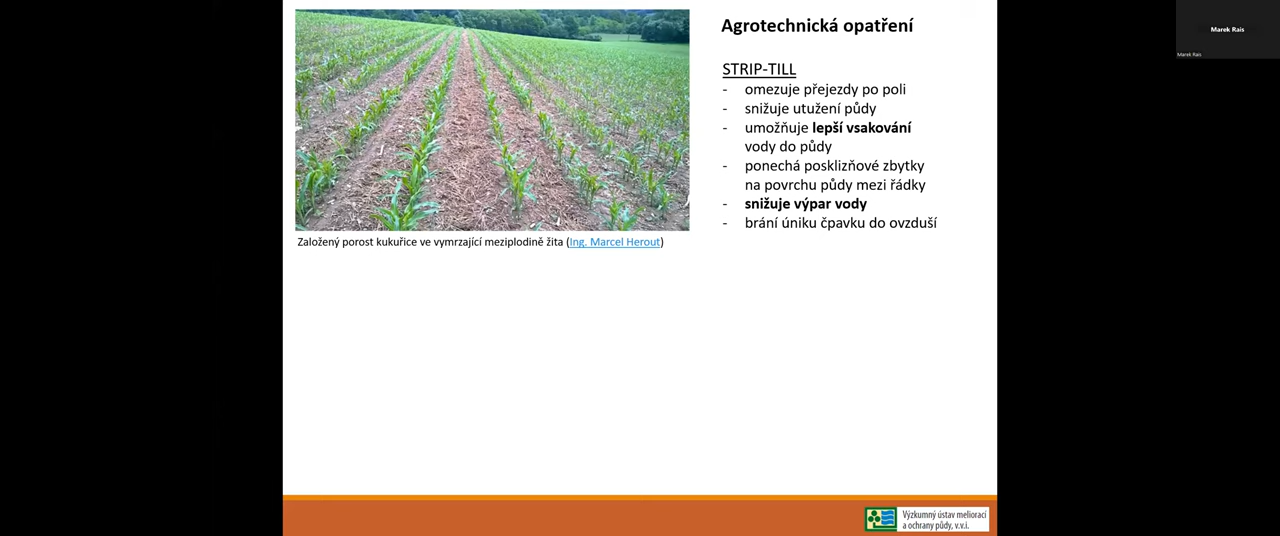 Agrotechnická opatření
STRIP-TILL
- omezuje přejezdy po poli
- snižuje utužení půdy
- umožňuje lepší vsakování
vody do půdy
- ponechá posklizňové zbytky
na povrchu půdy mezi řádky
- snižuje výpar vody
- brání úniku čpavku do ovzduší
Založený porost kukuřice ve vymrzající meziplodině žita (Ing. Marcel Herout)
Výzkumný ústav meliorací
a ochrany půdy, v.v.i.
Marek Rais
Marek Rais